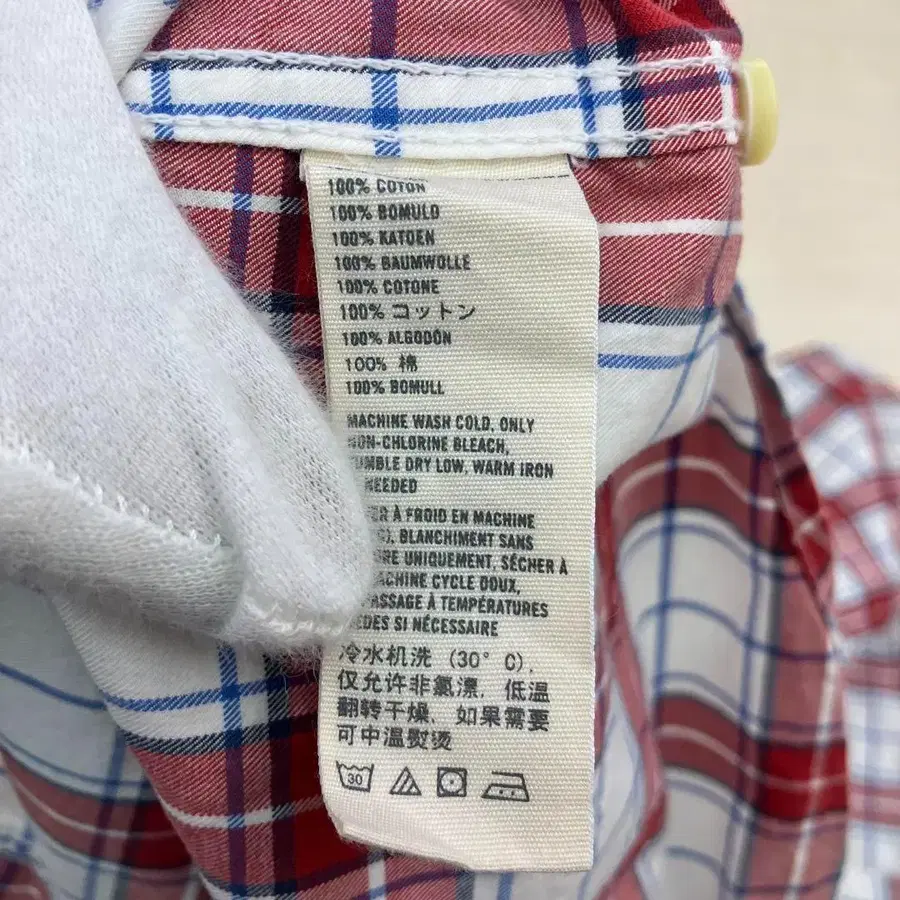 100% COTON
100% BOMULD
100% KATOEN
100% BAUMWOLLE
100% COTONE
100% コットン
100% ALGODÓN
100% 棉
100% BOMULL
MACHINE WASH COLD, ONLY
NON-CHLORINE BLEACH,
TUMBLE DRY LOW, WARM IRON
NEEDED
À FROID EN MACHINE
BLANCHIMENT SANS
UNIQUEMENT, SÉCHER À
MACHINE CYCLE DOUX,
À TEMPÉRATURES
SI NÉCESSAIRE
冷水机洗 (30° C),
仅允许非氯漂, 低温
翻转干燥, 如果需要
可中温熨烫
30